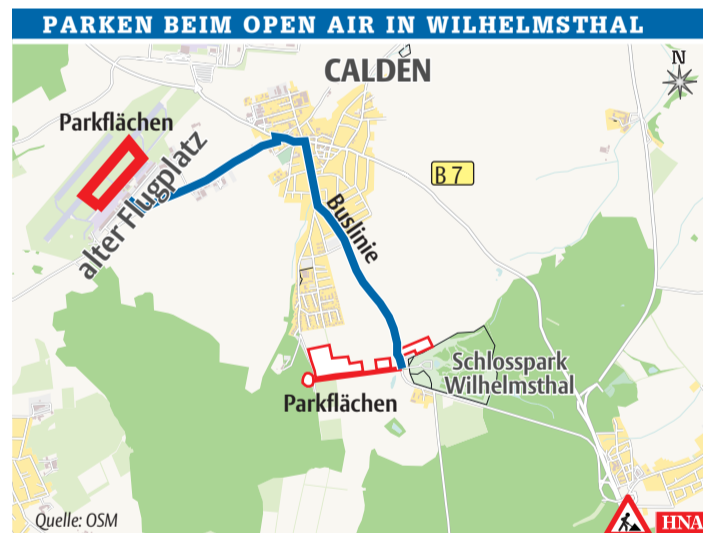 PARKEN BEIM OPEN AIR IN WILHELMSTHAL
CALDEN
N
Parkflächen
alter Flugplatz
B 7
Buslinie
Schlosspark
Wilhelmsthal
Parkflächen
Quelle: OSM
HNA